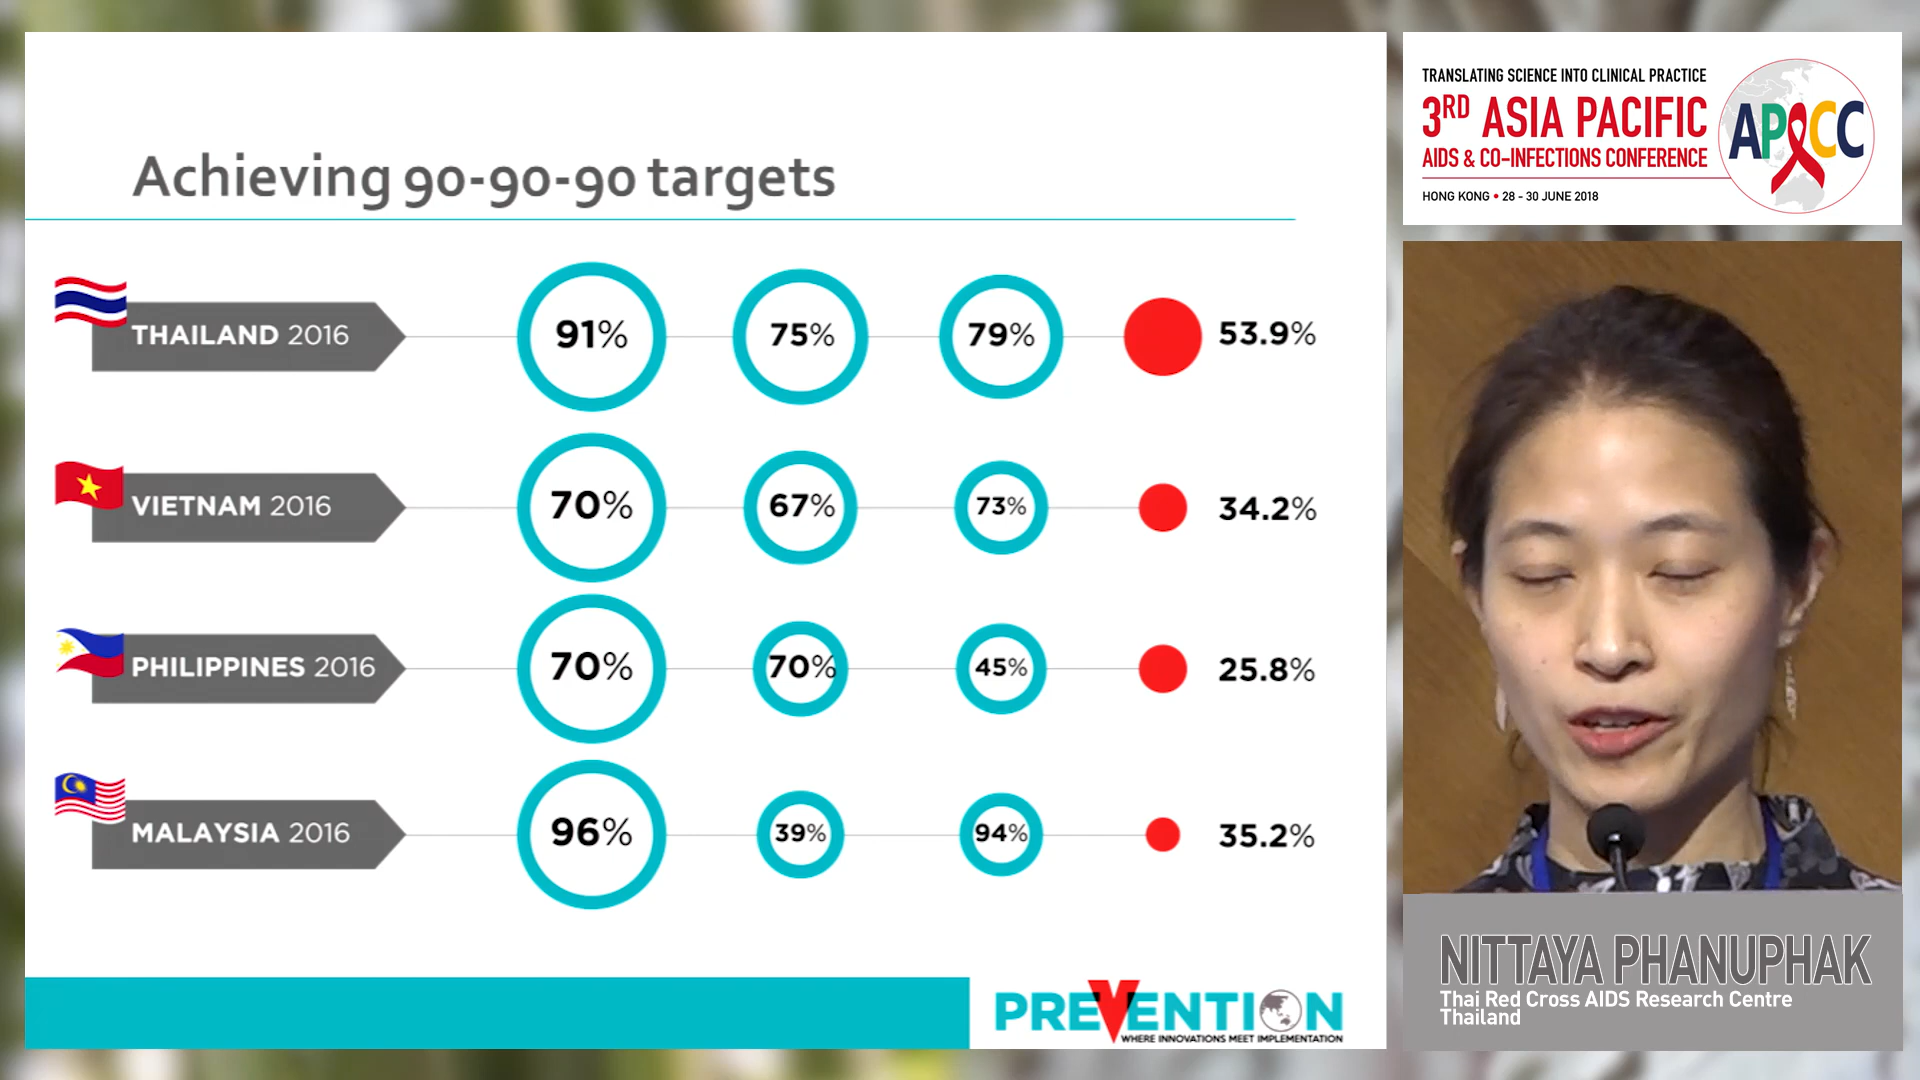 Achieving 90-90-90 targets
THAILAND 2016
91%
75%
79%
53.9%
VIETNAM 2016
70%
67%
73%
34.2%
PHILIPPINES 2016
70%
70%
45%
25.8%
MALAYSIA 2016
96%
39%
94%
35.2%
PREVENTION
WHERE INNOVATIONS MEET IMPLEMENTATION
TRANSLATING SCIENCE INTO CLINICAL PRACTICE
3RD ASIA PACIFIC
AIDS & CO-INFECTIONS CONFERENCE
HONG KONG • 28 - 30 JUNE 2018
APACC
NITTAYA PHANUPHAK
Thai Red Cross AIDS Research Centre
Thailand